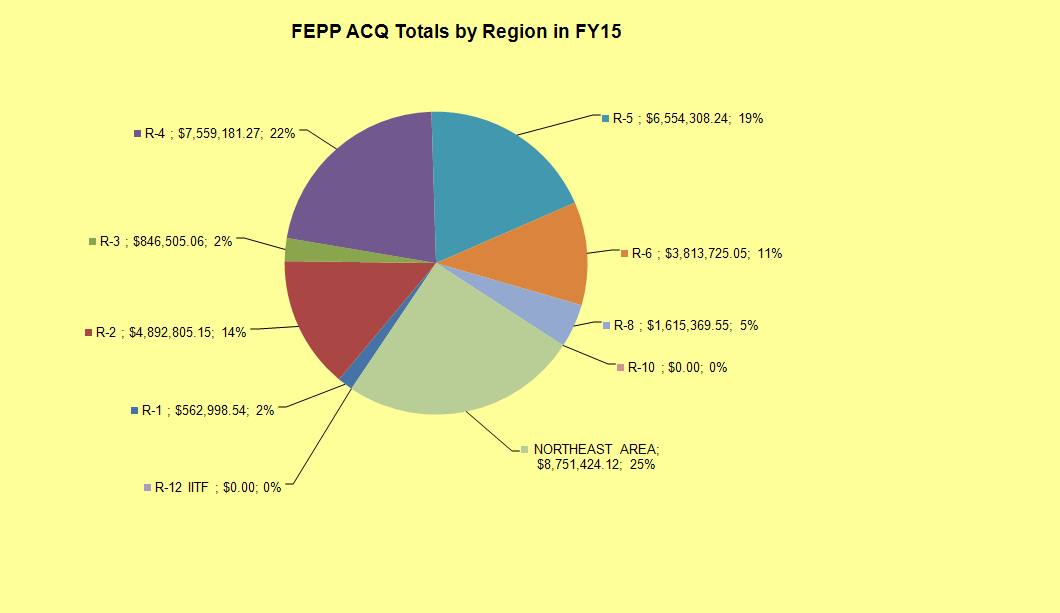 FEPP ACQ Totals by Region in FY15
R-5 ; $6,554,308.24; 19%
R-4 ; $7,559,181.27; 22%
R-3 ; $846,505.06; 2%
R-6 ; $3,813,725.05; 11%
R-8 ; $1,615,369.55; 5%
R-2 ; $4,892,805.15; 14%
R-10 ; $0.00; 0%
R-1 ; $562,998.54; 2%
NORTHEAST AREA;
$8,751,424.12; 25%
R-12 IITF ; $0.00; 0%